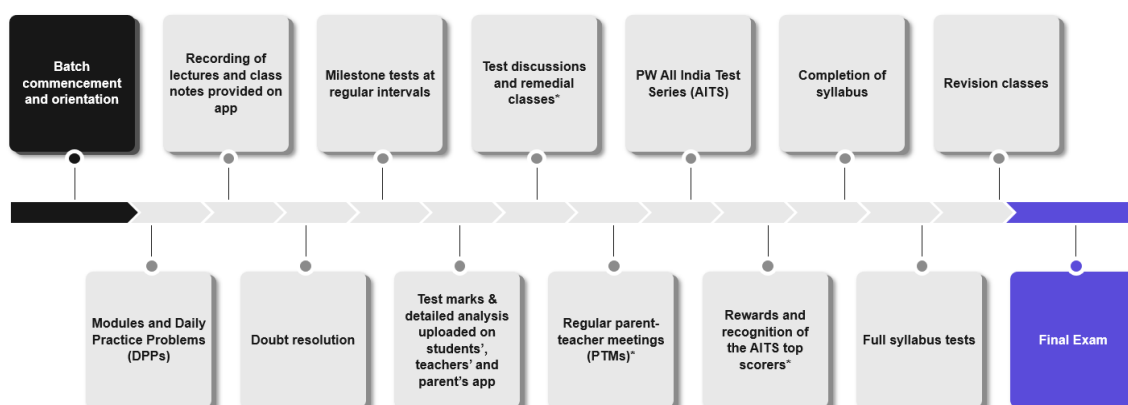 Batch
commencement
and orientation
Recording of
lectures and class
notes provided on
app
Milestone tests at
regular intervals
Test discussions
and remedial
classes*
PW All India Test
Series (AITS)
Completion of
syllabus
Revision classes
Modules and Daily
Practice Problems
(DPPs)
Doubt resolution
Test marks &
detailed analysis
uploaded on
students’,
teachers’ and
parent’s app
Regular parent-
teacher meetings
(PTMs)*
Rewards and
recognition of
the AITS top
scorers*
Full syllabus tests
Final Exam